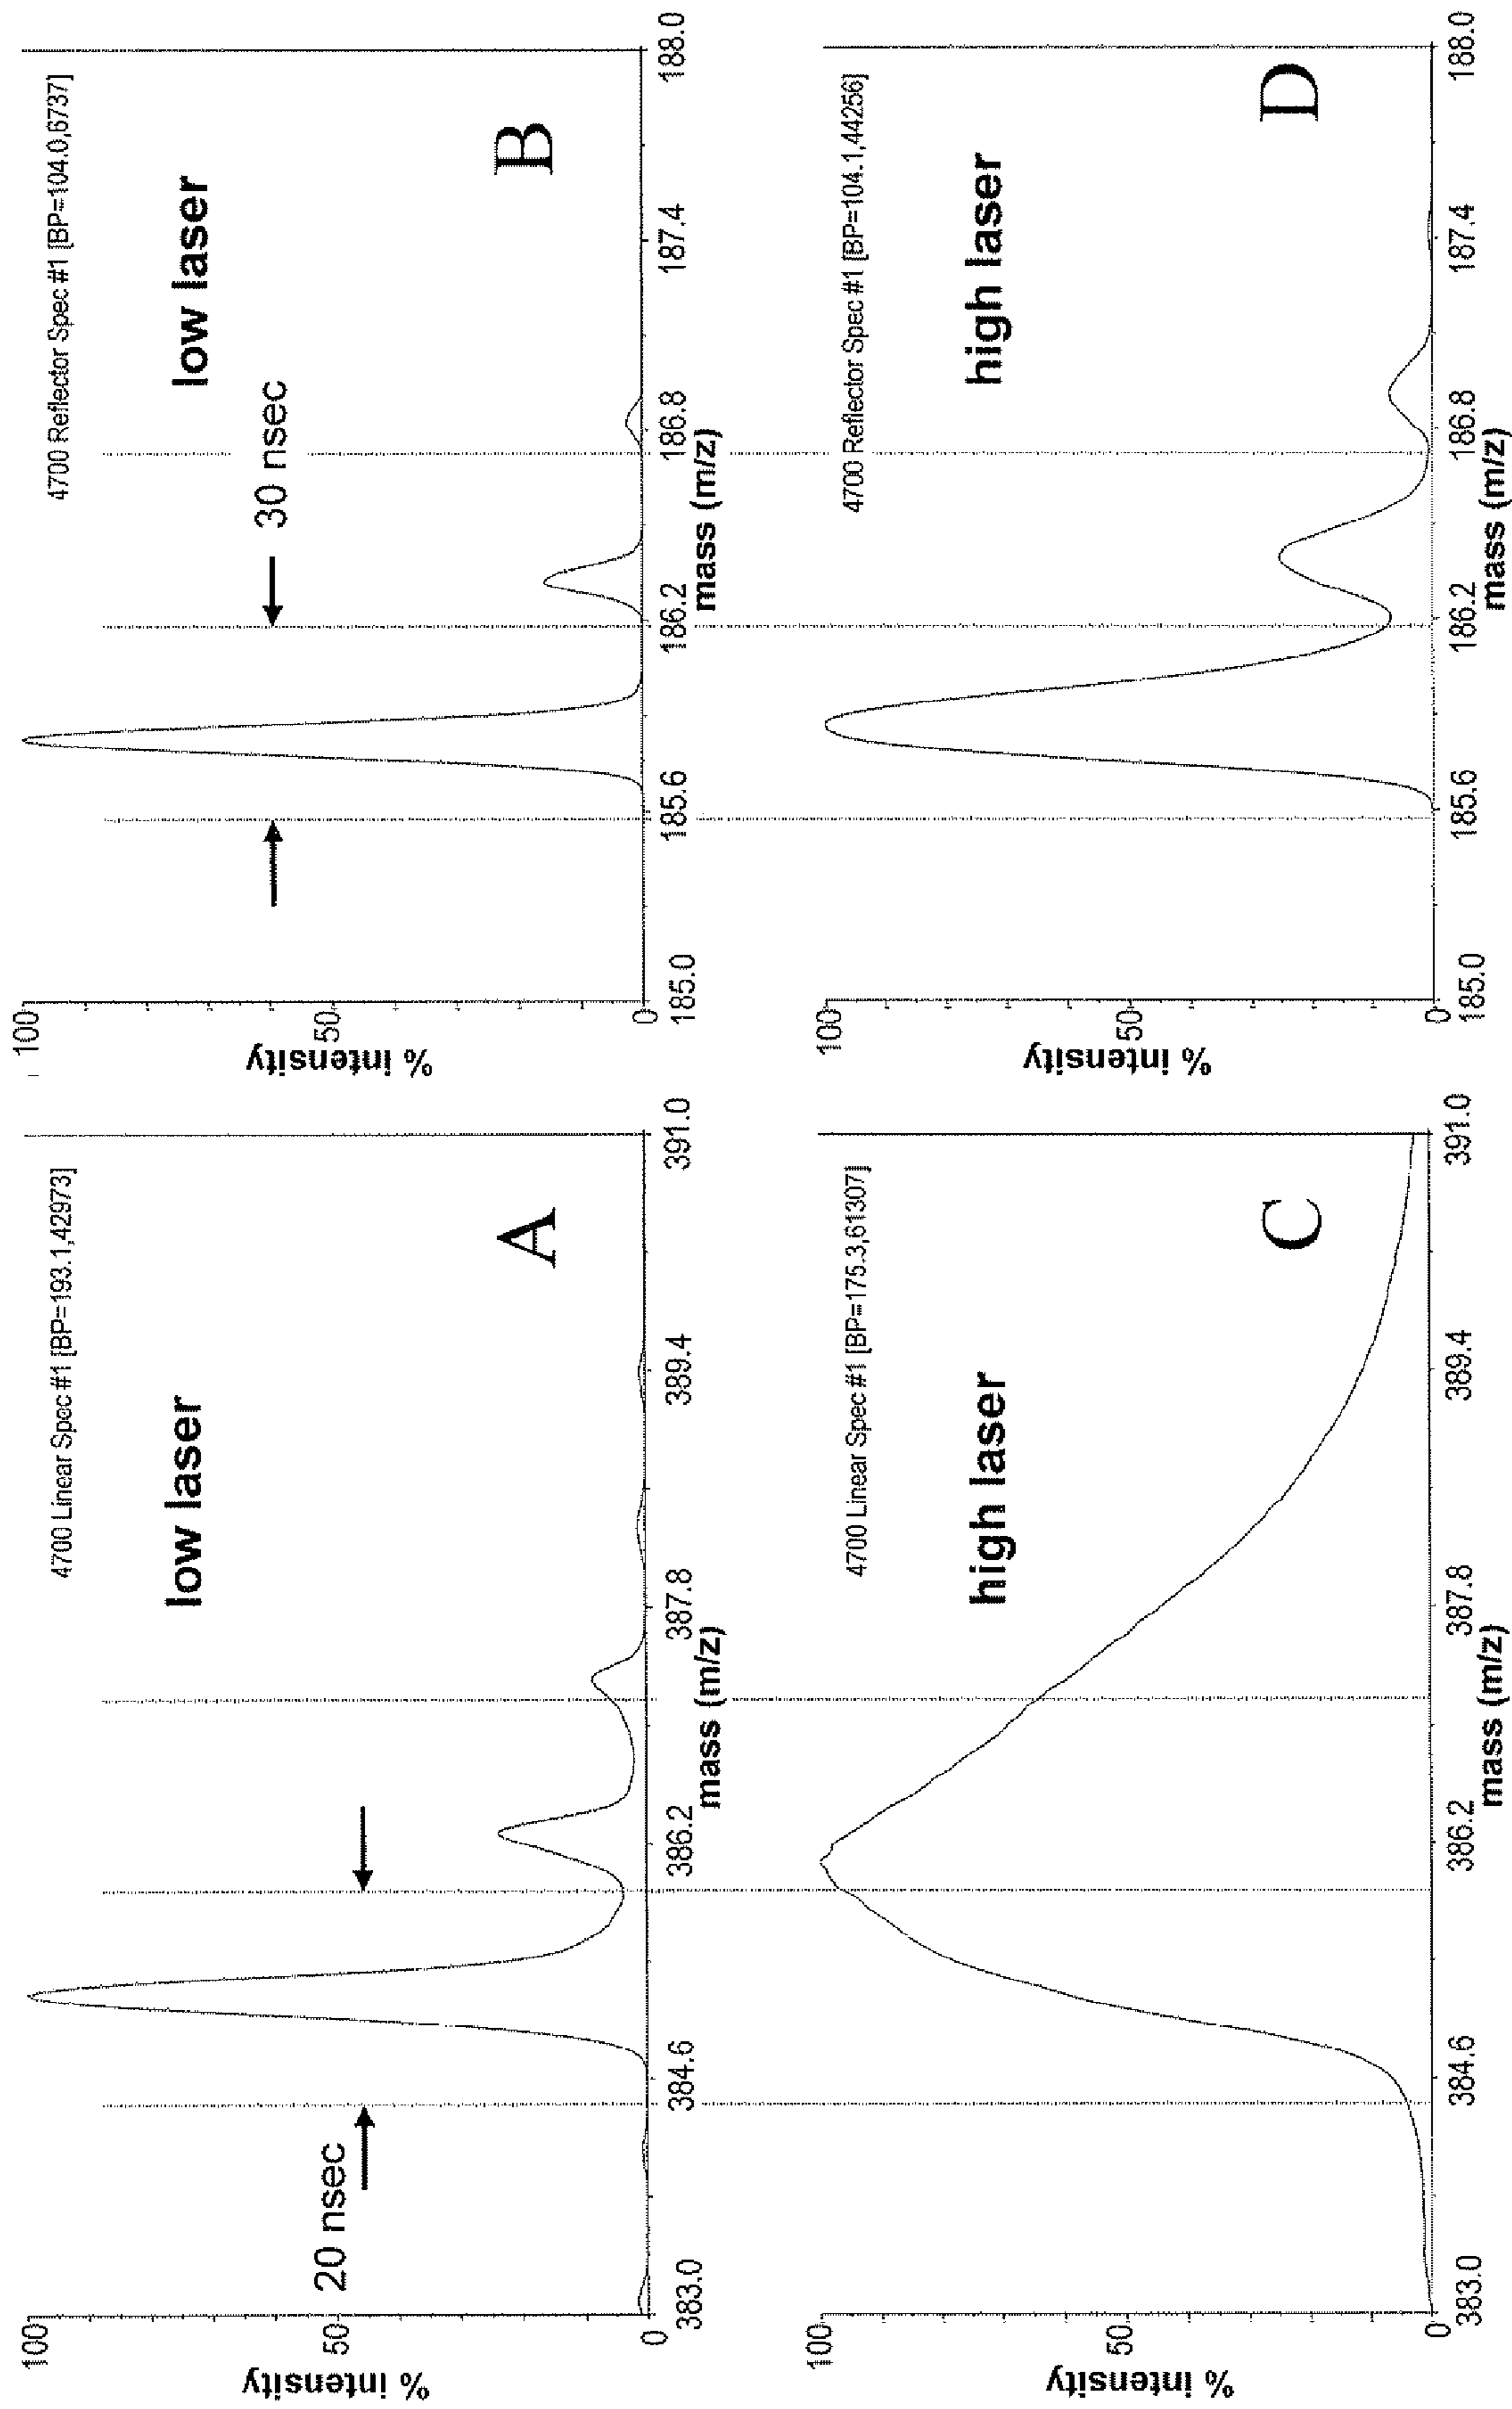 4700 Linear Spec #1 [BP=193.1,42973]
low laser
20 nsec
A
% intensity
100
50
0
383.0
384.6
386.2
387.8
389.4
391.0
mass (m/z)
4700 Reflector Spec #1 [BP=104.0,6737]
low laser
30 nsec
B
% intensity
100
50
0
185.0
185.6
186.2
186.8
187.4
188.0
mass (m/z)
4700 Linear Spec #1 [BP=175.3,61307]
high laser
C
% intensity
100
50
0
383.0
384.6
386.2
387.8
389.4
391.0
mass (m/z)
4700 Reflector Spec #1 [BP=104.1,44256]
high laser
D
% intensity
100
50
0
185.0
185.6
186.2
186.8
187.4
188.0
mass (m/z)